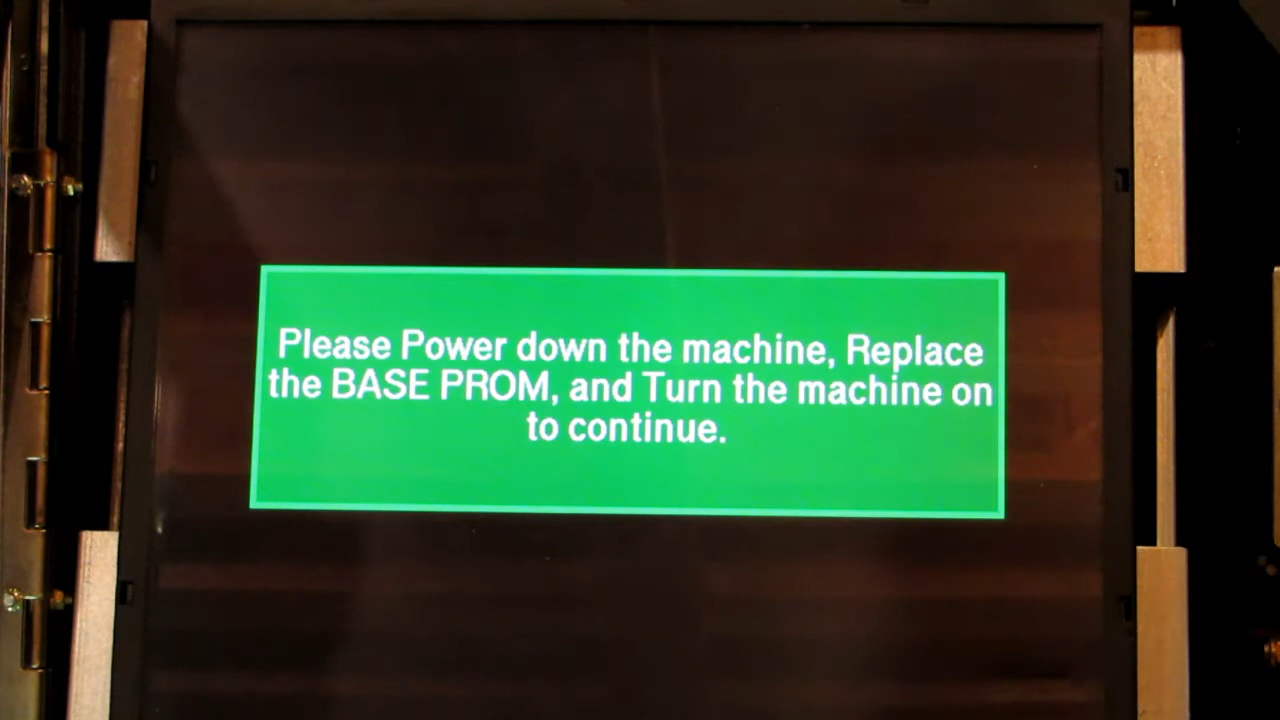 Please Power down the machine, Replace
the BASE PROM, and Turn the machine on
to continue.